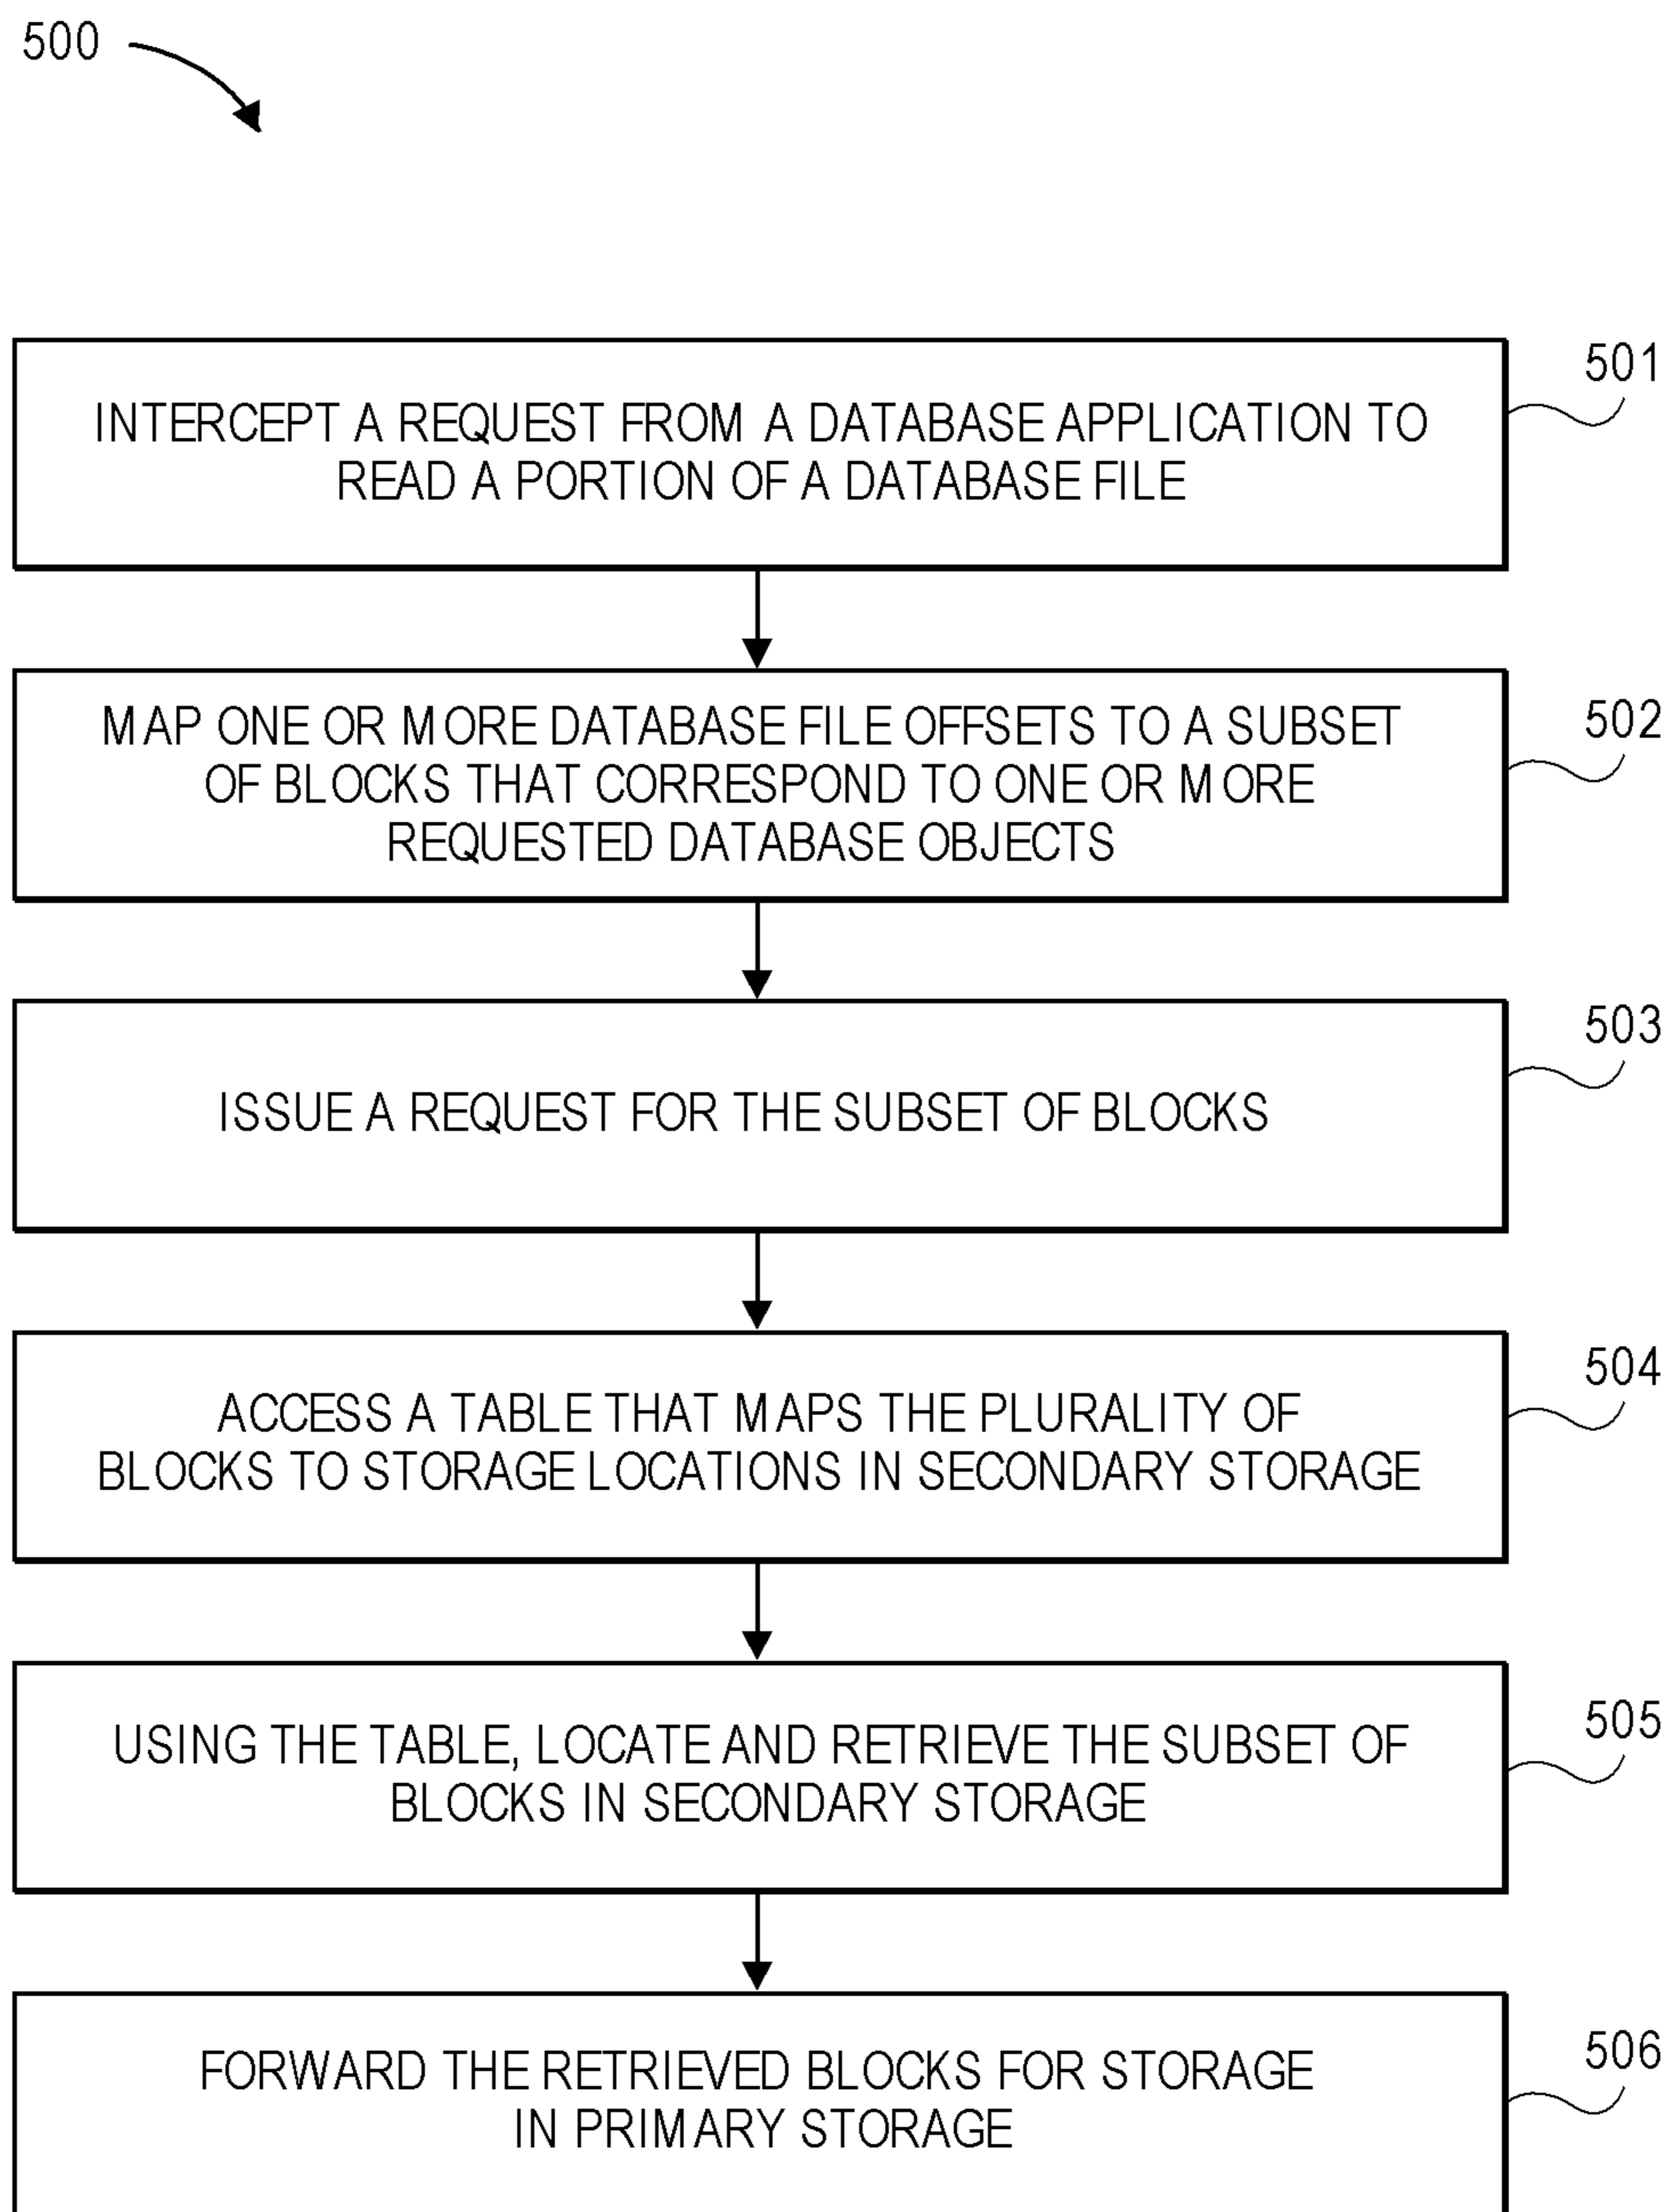 500
501
INTERCEPT A REQUEST FROM A DATABASE APPLICATION TO
READ A PORTION OF A DATABASE FILE
502
MAP ONE OR MORE DATABASE FILE OFFSETS TO A SUBSET
OF BLOCKS THAT CORRESPOND TO ONE OR MORE
REQUESTED DATABASE OBJECTS
503
ISSUE A REQUEST FOR THE SUBSET OF BLOCKS
504
ACCESS A TABLE THAT MAPS THE PLURALITY OF
BLOCKS TO STORAGE LOCATIONS IN SECONDARY STORAGE
505
USING THE TABLE, LOCATE AND RETRIEVE THE SUBSET OF
BLOCKS IN SECONDARY STORAGE
506
FORWARD THE RETRIEVED BLOCKS FOR STORAGE
IN PRIMARY STORAGE